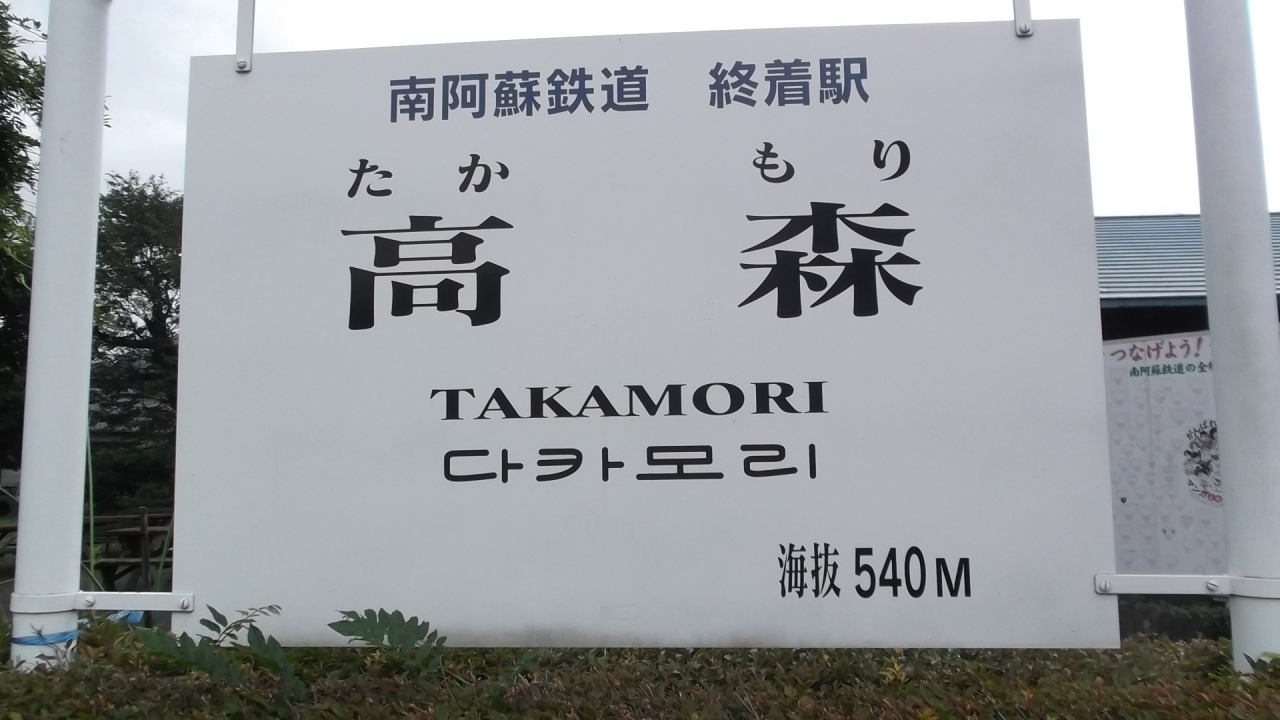 南阿蘇鉄道 終着駅
たか もり
高 森
TAKAMORI
다카모리
海抜 540M
つなげよう!
南阿蘇鉄道の全